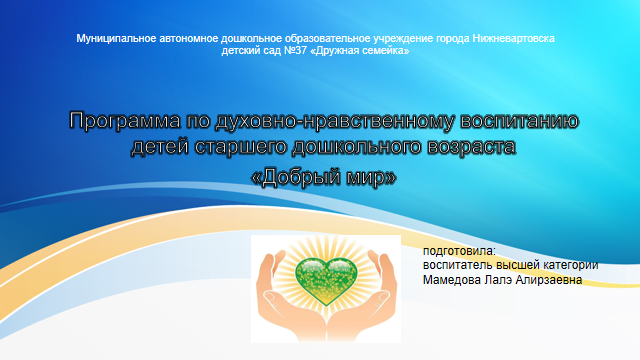 Муниципальное автономное дошкольное образовательное учреждение города Нижневартовска
детский сад №37 «Дружная семейка»
Программа по духовно-нравственному воспитанию
детей старшего дошкольного возраста
«Добрый мир»
подготовила:
воспитатель высшей категории
Мамедова Лалэ Алирзаевна